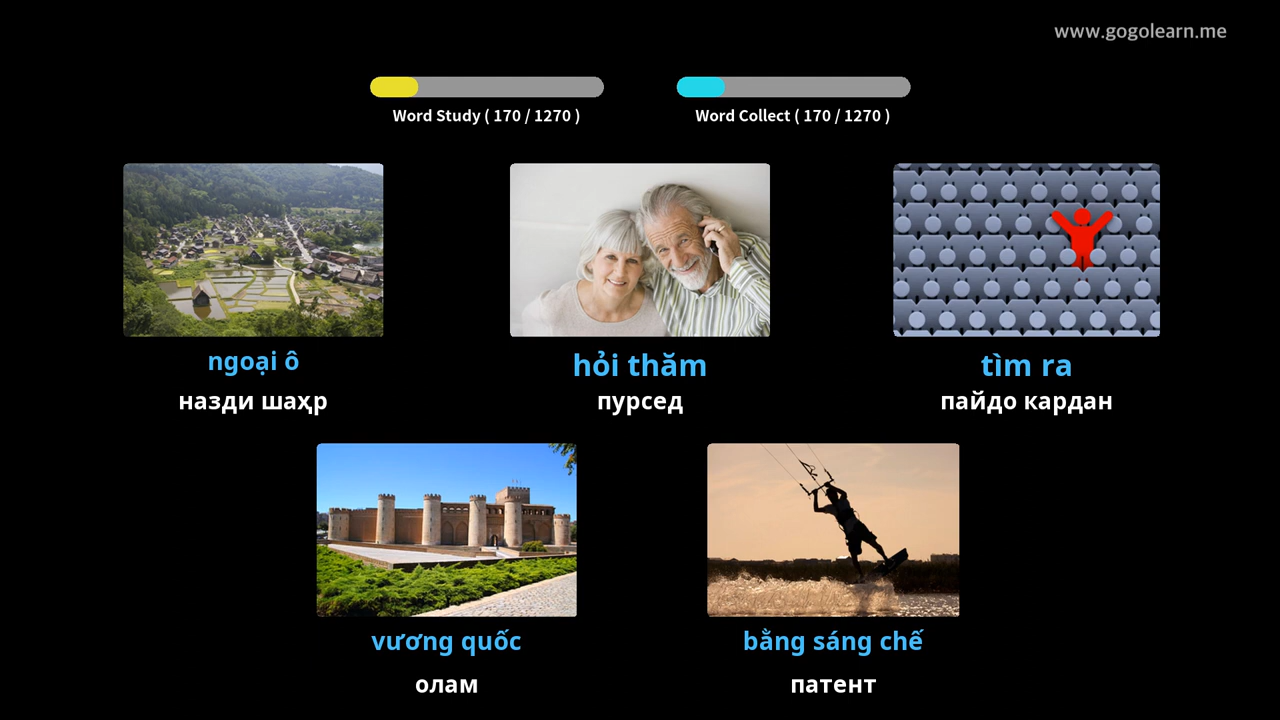 www.gogolearn.me
Word Study ( 170 / 1270 )
Word Collect ( 170 / 1270 )
ngoại ô
назди шаҳр
hỏi thăm
пурсед
tìm ra
пайдо кардан
vương quốc
олам
bằng sáng chế
патент